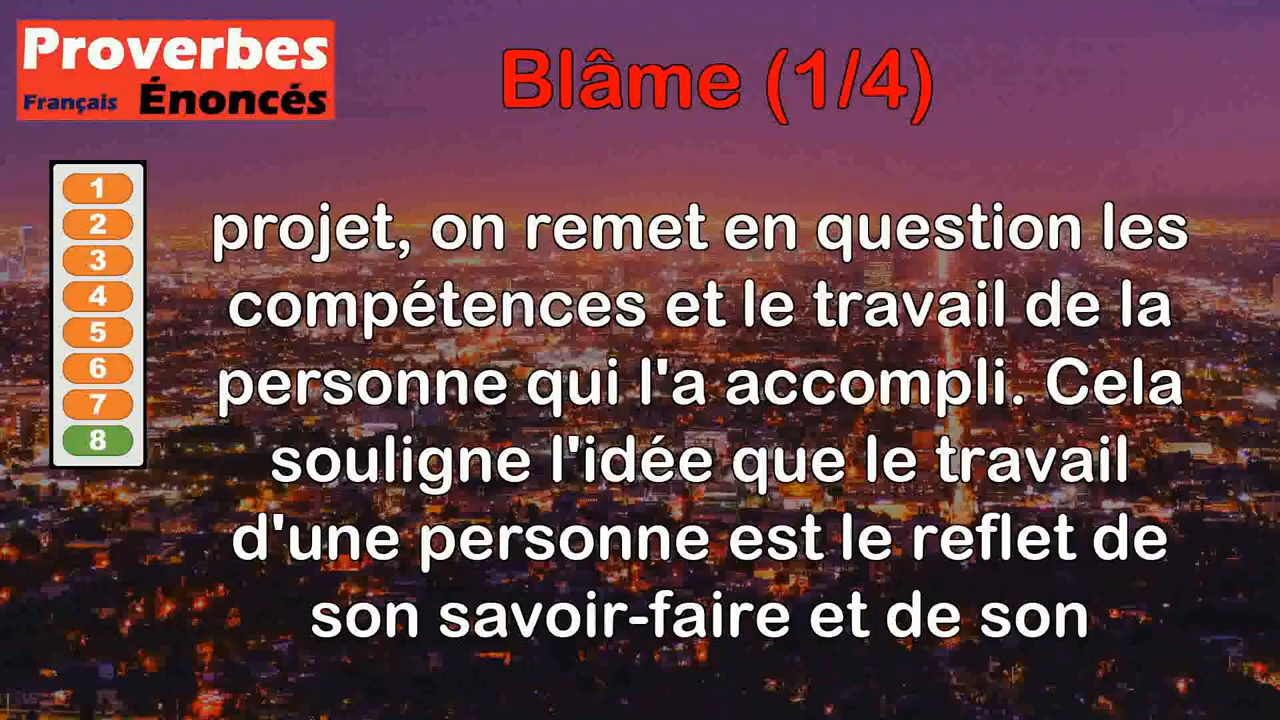 Proverbes
Français Énoncés
Blâme (1/4)
1
2
3
4
5
6
7
8
projet, on remet en question les
compétences et le travail de la
personne qui l'a accompli. Cela
souligne l'idée que le travail
d'une personne est le reflet de
son savoir-faire et de son